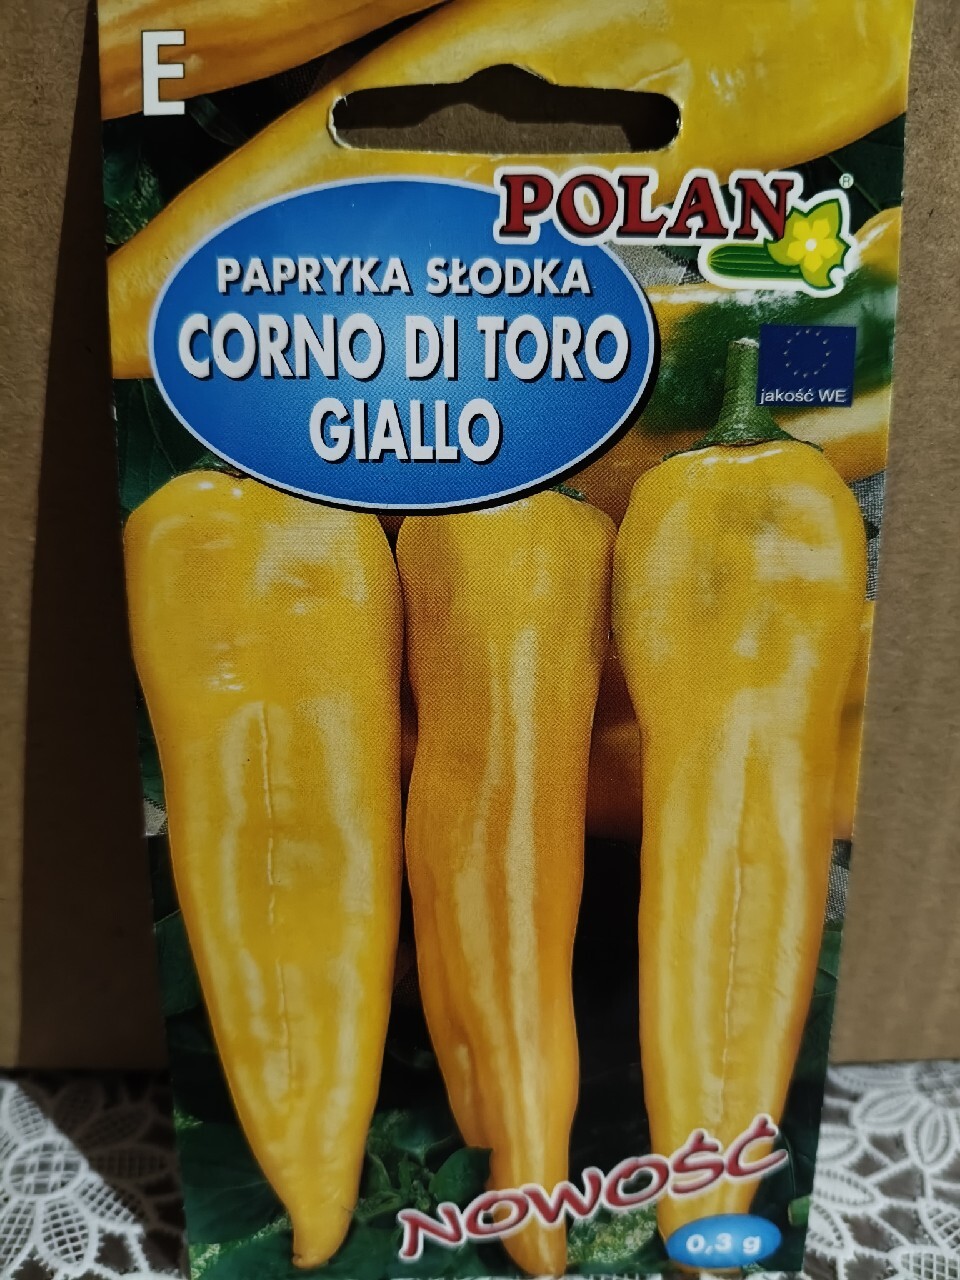 E
POLAN
®
PAPRYKA SŁODKA
CORNO DI TORO
GIALLO
jakość WE
NOWOŚĆ
0,3 g